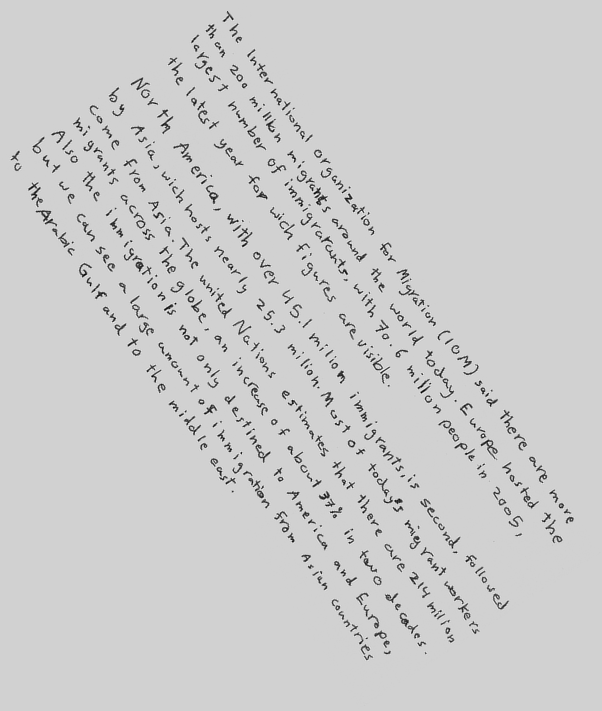 The International organization for Migration (IOM) said there are more
than 200 million migrants around the world today. Europe hosted the
largest number of immigrarants, with 70.6 million people in 2005,
the latest year for wich figures are visible.
North America, with over 45.1 million immigrants, is second, followed
by Asia, wich hosts nearly 25.3 million. Most of today's miegrant workers
come from Asia. The united Nations estimates that there are 214 million
migrants across the globe, an increase of about 37% in two decades.
Also the immigration is not only destined to America and Europe,
but we can see a large amount of immigration from Asian countries
to the Arabic Gulf and to the middle east.